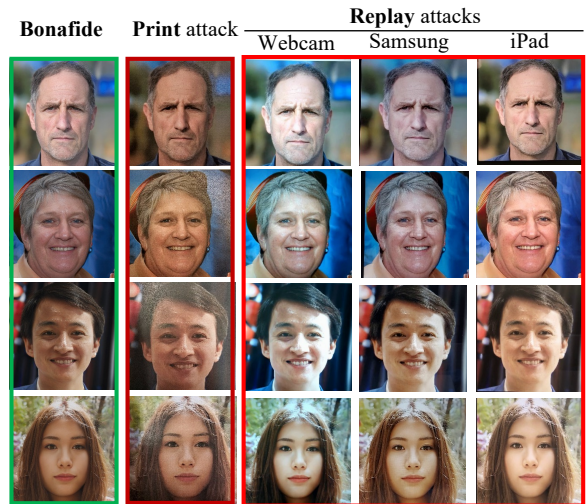 Bonafide
Print attack
Replay attacks
Webcam Samsung iPad